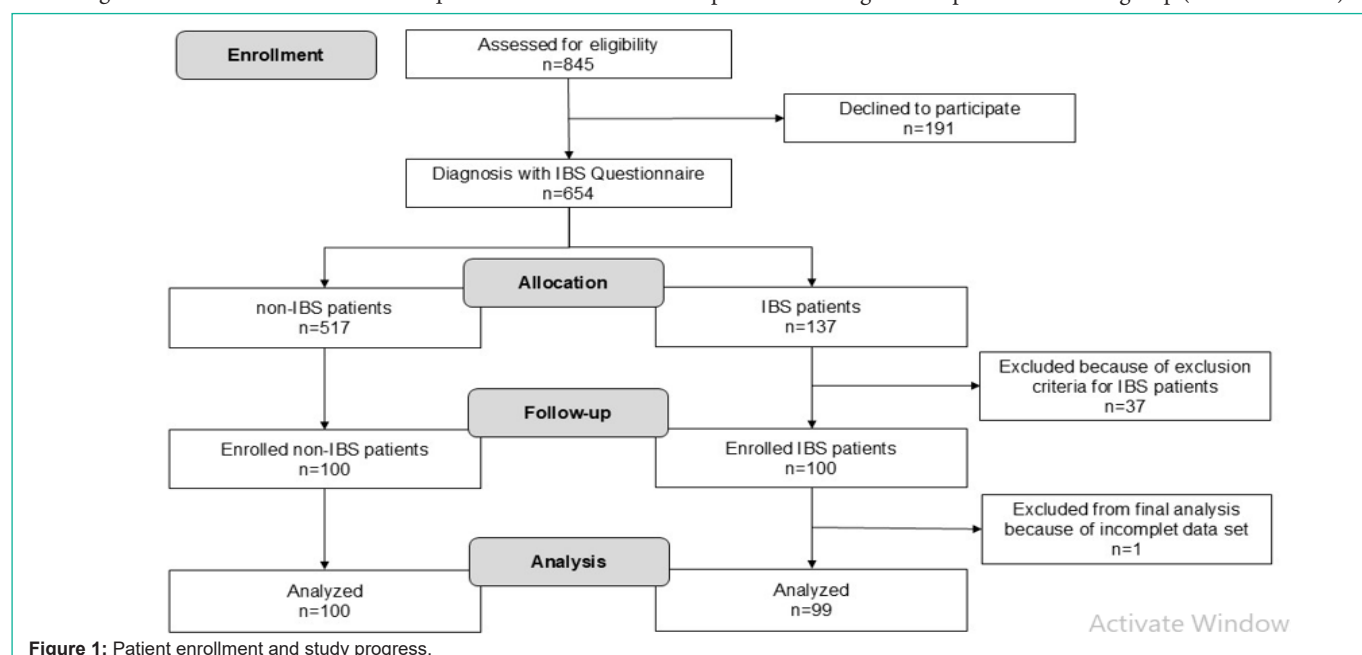 Enrollment
Assessed for eligibility
n=845
Declined to participate
n=191
Diagnosis with IBS Questionnaire
n=654
Allocation
non-IBS patients
n=517
IBS patients
n=137
Excluded because of exclusion
criteria for IBS patients
n=37
Follow-up
Enrolled non-IBS patients
n=100
Enrolled IBS patients
n=100
Excluded from final analysis
because of incomplet data set
n=1
Analysis
Analyzed
n=100
Analyzed
n=99
Activate Window
Figure 1: Patient enrollment and study progress.